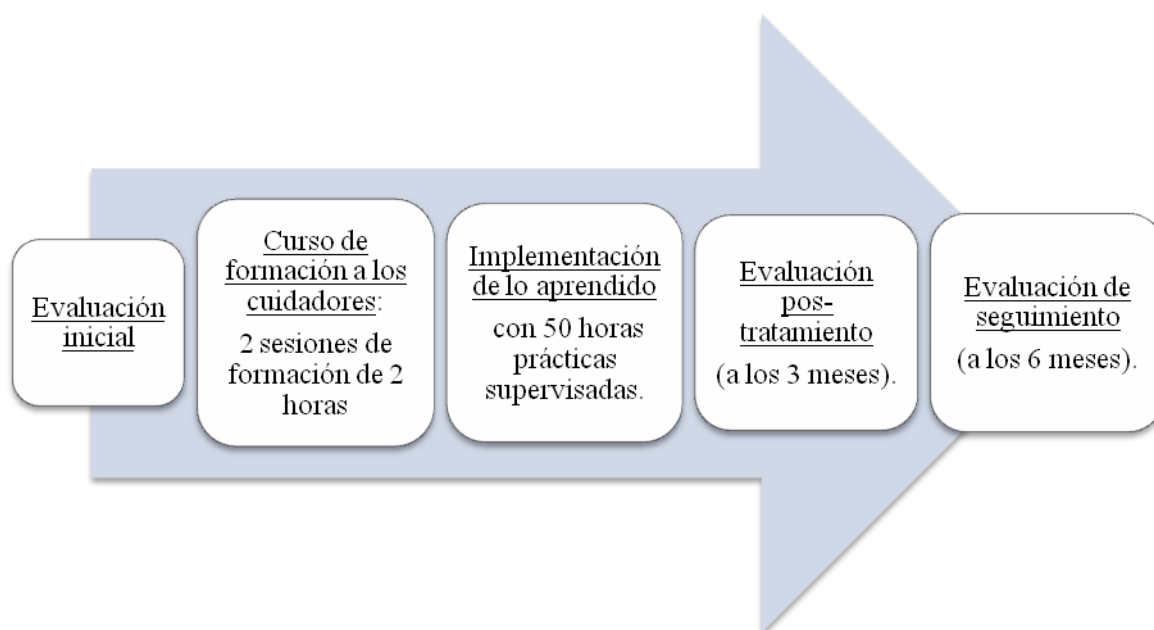 Evaluación
inicial
Curso de
formación a los
cuidadores:
2 sesiones de
formación de 2
horas
Implementación
de lo aprendido
con 50 horas
prácticas
supervisadas.
Evaluación
pos-
tratamiento
(a los 3 meses).
Evaluación de
seguimiento
(a los 6 meses).